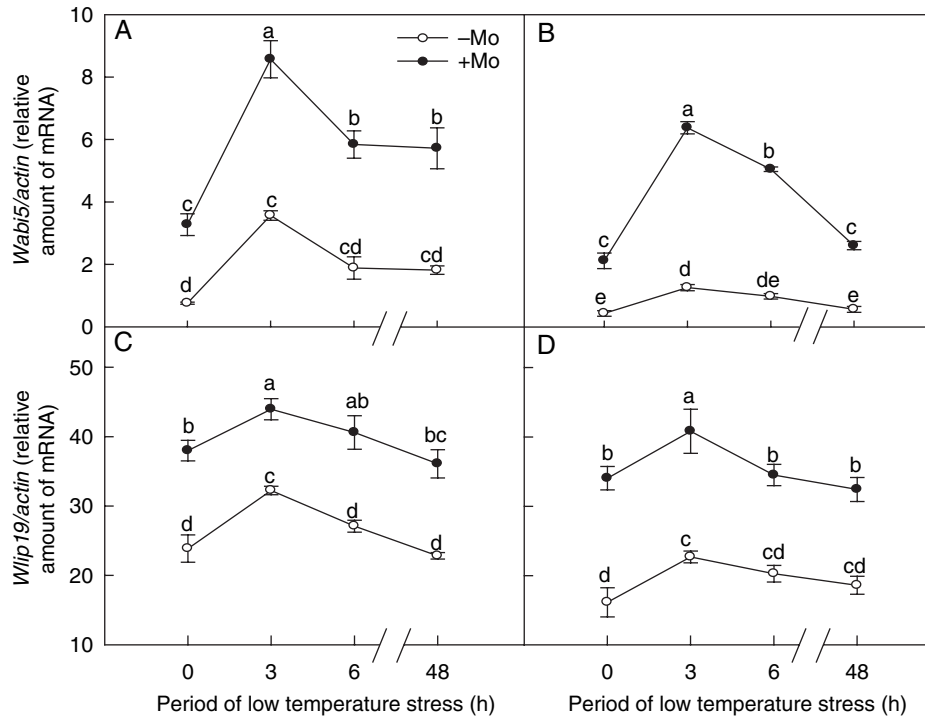 A
–Mo
+Mo
B
Wabi5/actin (relative
amount of mRNA)
10
8
6
4
2
0
c
a
b
b
d
c
cd
cd
c
a
b
c
e
d
de
e
C
D
Wlip19/actin (relative
amount of mRNA)
50
40
30
20
10
b
a
ab
bc
d
c
d
d
b
a
b
b
d
c
cd
cd
0 3 6 48
0 3 6 48
Period of low temperature stress (h)
Period of low temperature stress (h)